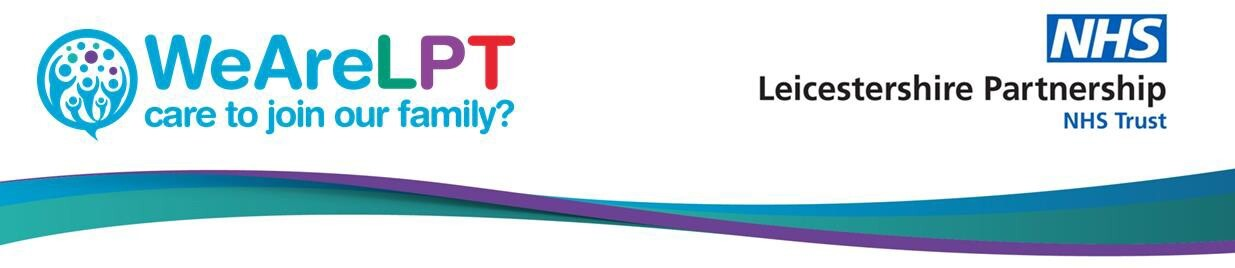 WeAreLPT
care to join our family?
NHS
Leicestershire Partnership
NHS Trust